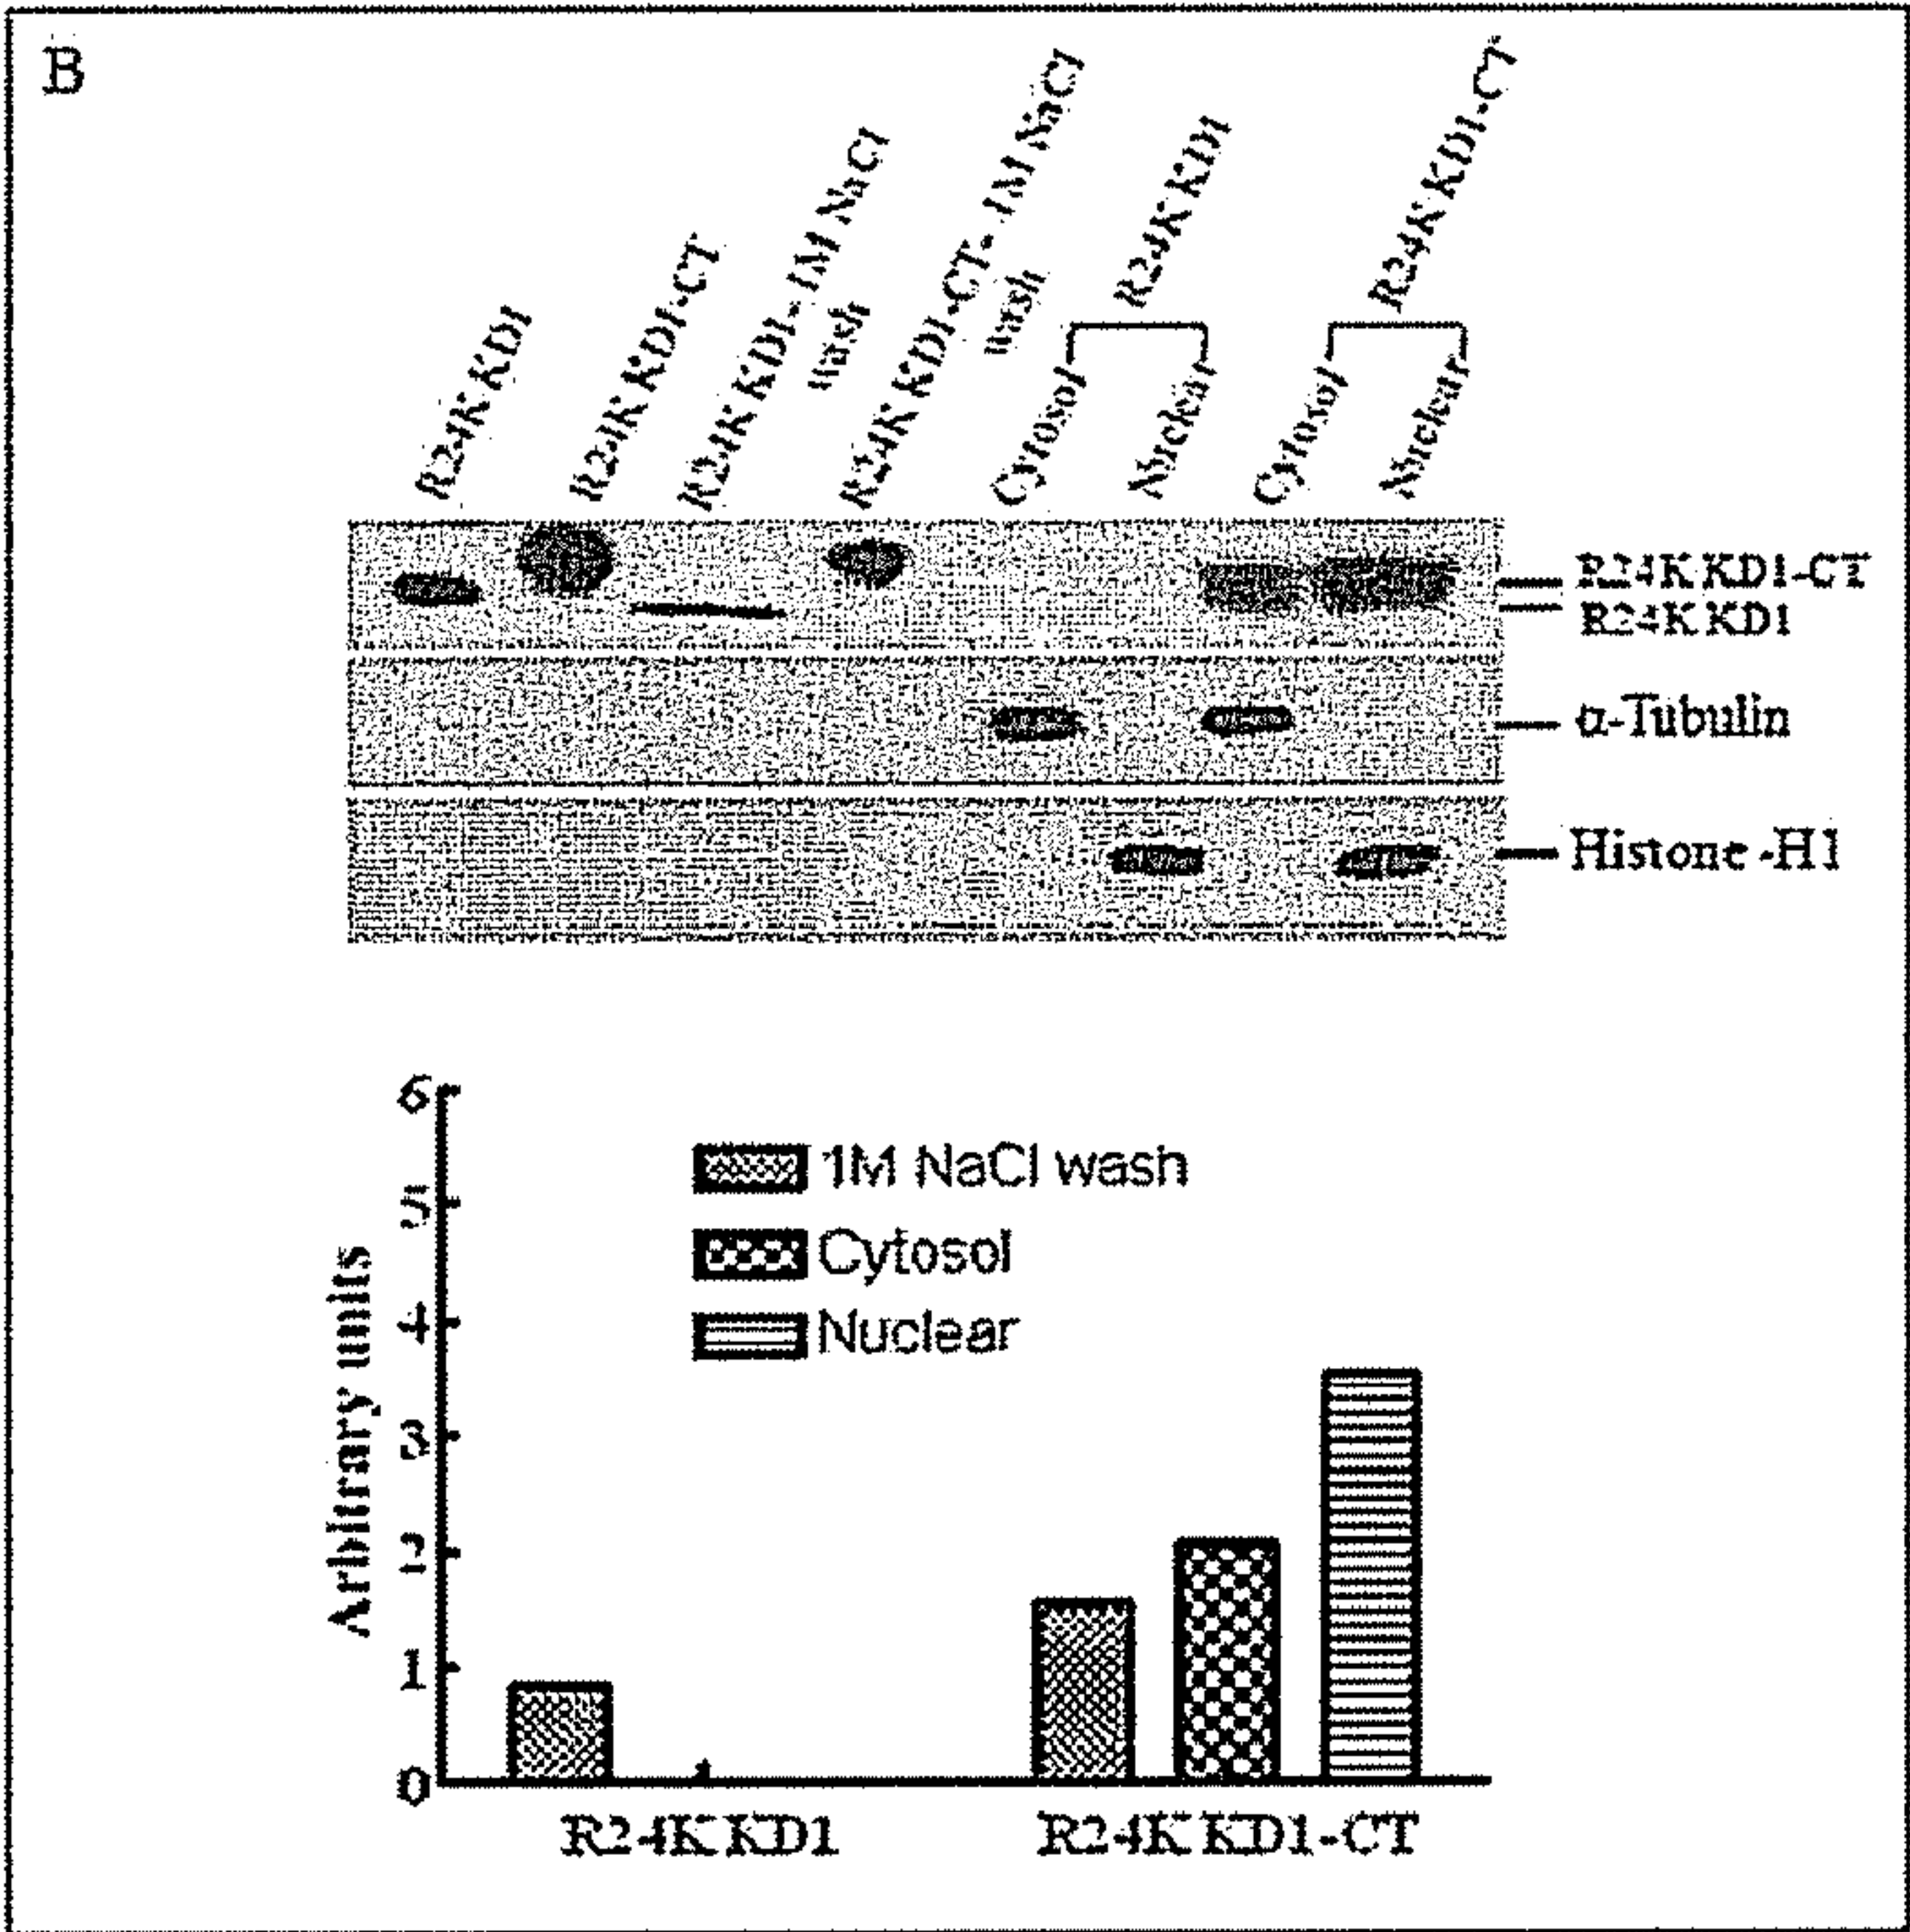 B
R24K KD1
R24K KD1-CT
R24K KD1- 1M NaCl
wash
R24K KD1-CT- 1M NaCl
wash
R24K KD1
R24K KD1-CT
Cytosol
Nuclear
Cytosol
Nuclear
R24K KD1-CT
R24K KD1
α-Tubulin
Histone -H1
6
5
4
3
2
1
0
Arbitrary units
1M NaCl wash
Cytosol
Nuclear
R24K KD1
R24K KD1-CT